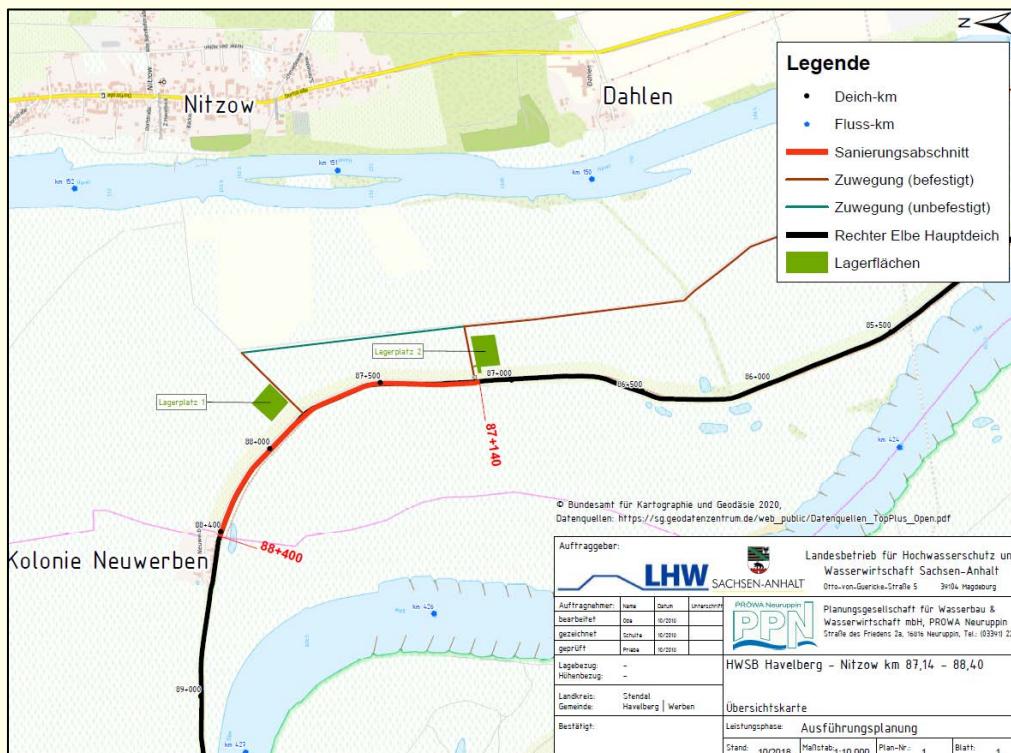 N
Nitzow
Dahlen
Dahlen
Nitzow
km 152
km 151
km 150
Legende
Deich-km
Fluss-km
Sanierungsabschnitt
Zuwegung (befestigt)
Zuwegung (unbefestigt)
Rechter Elbe Hauptdeich
Lagerflächen
85+500
Lagerplatz 2
87+500
87+000
86+500
86+000
Lagerplatz 1
88+000
87+140
km 424
88+400
88+400
Kolonie Neuwerben
km 426
89+000
km 427
© Bundesamt für Kartographie und Geodäsie 2020,
Datenquellen: https://sg.geodatenzentrum.de/web_public/Datenquellen_TopPlus_Open.pdf
Auftraggeber:
LHW
SACHSEN-ANHALT
Landesbetrieb für Hochwasserschutz un
Wasserwirtschaft Sachsen-Anhalt
Otto-von-Guericke-Straße 5 39104 Magdeburg
Auftragnehmer: Name Datum Unterschrift
bearbeitet 10/2018
gezeichnet Schulte 10/2018
geprüft Priebe 10/2018
PROWA Neuruppin
PPN
Planungsgesellschaft für Wasserbau &
Wasserwirtschaft mbH, PROWA Neuruppin
Straße des Friedens 2a, 16816 Neuruppin, Tel.: (03391) 22
Lagebezug: -
Höhenbezug: -
HWSB Havelberg - Nitzow km 87,14 - 88,40
Landkreis: Stendal
Gemeinde: Havelberg | Werben
Übersichtskarte
Bestätigt:
Leistungsphase: Ausführungsplanung
Stand: 10/2018 Maßstab: 1:10.000 Plan-Nr.: 1 Blatt: 1